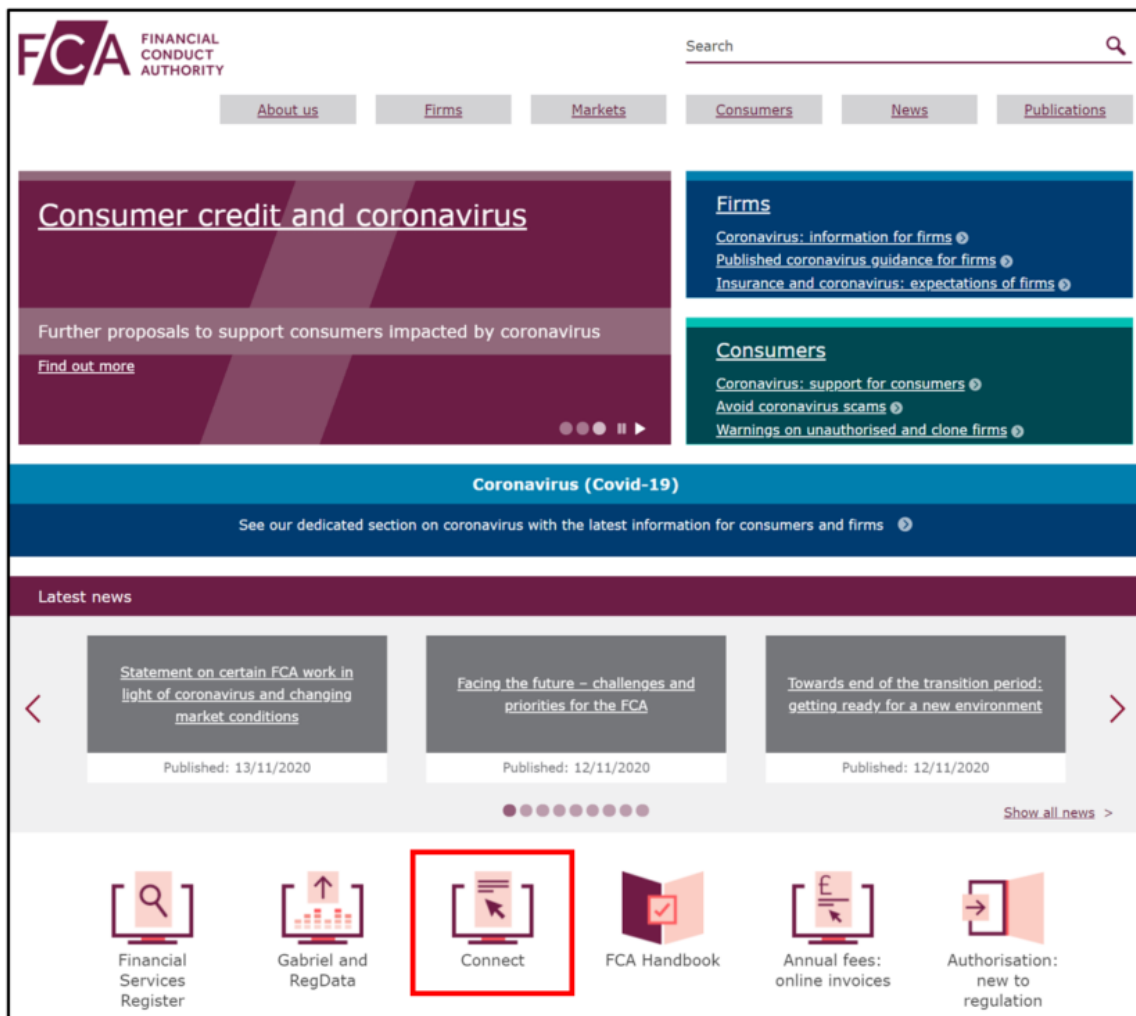 FCA
FINANCIAL
CONDUCT
AUTHORITY
Search
About us
Firms
Markets
Consumers
News
Publications
Consumer credit and coronavirus
Further proposals to support consumers impacted by coronavirus
Find out more
Firms
Coronavirus: information for firms
Published coronavirus guidance for firms
Insurance and coronavirus: expectations of firms
Consumers
Coronavirus: support for consumers
Avoid coronavirus scams
Warnings on unauthorised and clone firms
Coronavirus (Covid-19)
See our dedicated section on coronavirus with the latest information for consumers and firms
Latest news
Statement on certain FCA work in
light of coronavirus and changing
market conditions
Published: 13/11/2020
Facing the future – challenges and
priorities for the FCA
Published: 12/11/2020
Towards end of the transition period:
getting ready for a new environment
Published: 12/11/2020
Show all news >
Financial
Services
Register
Gabriel and
RegData
Connect
FCA Handbook
£
Annual fees:
online invoices
Authorisation:
new to
regulation